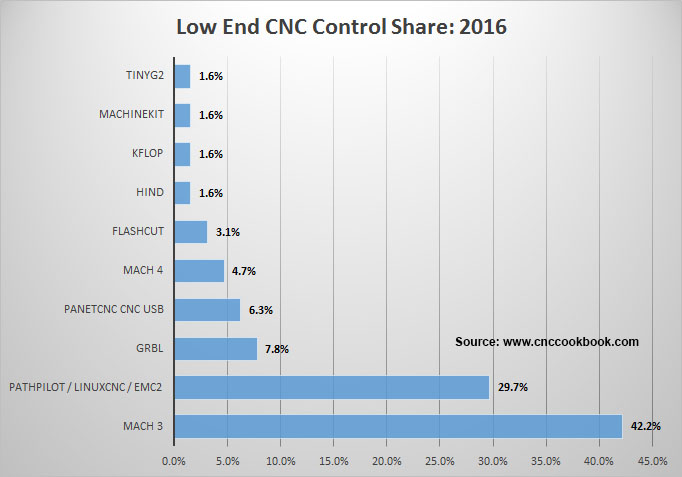 Low End CNC Control Share: 2016
TINYG2
1.6%
MACHINEKIT
1.6%
KFLOP
1.6%
HIND
1.6%
FLASHCUT
3.1%
MACH 4
4.7%
PANETCNC CNC USB
6.3%
GRBL
7.8%
Source: www.cnccookbook.com
PATHPILOT / LINUXCNC / EMC2
29.7%
MACH 3
42.2%
0.0% 5.0% 10.0% 15.0% 20.0% 25.0% 30.0% 35.0% 40.0% 45.0%